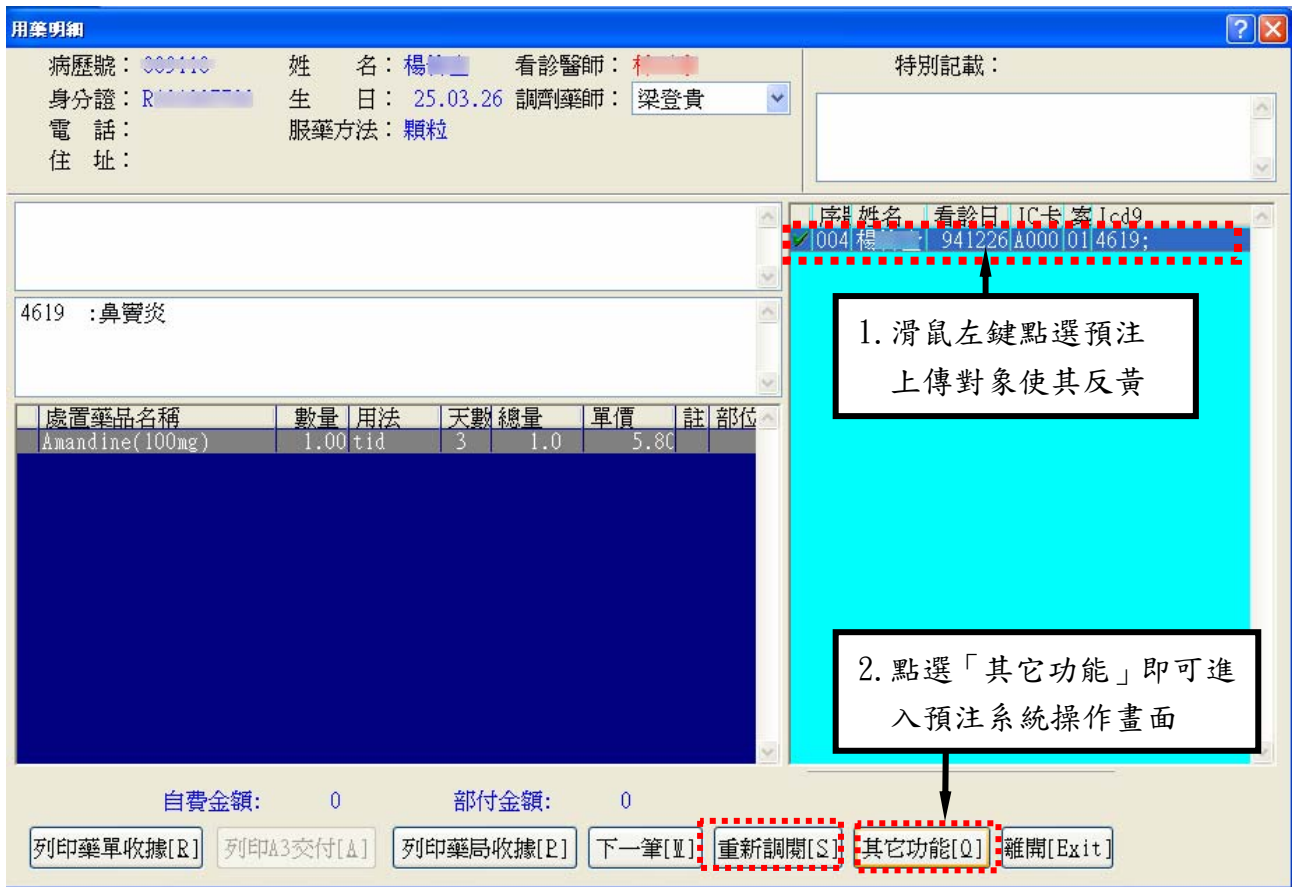 用藥明細
病歷號：
姓 名：楊
看診醫師：
特別記載：
身分證：R
生 日： 25.03.26
調劑藥師： 梁登貴
電 話：
服藥方法：顆粒
住 址：
姓名 看診日 IC卡 案 Icd9
004 楊 941226 A000 01 4619;
4619 :鼻竇炎
1.滑鼠左鍵點選預注
上傳對象使其反黃
處置藥品名稱 數量 用法 天數 總量 單價 註 部位
Amandine(100mg) 1.00 tid 3 1.0 5.80
2.點選「其它功能」即可進
入預注系統操作畫面
自費金額: 0 部付金額: 0
列印藥單收據[R] 列印A3交付[A] 列印藥局收據[P] 下一筆[W] 重新調閱[S] 其它功能[Q] 離開[Exit]